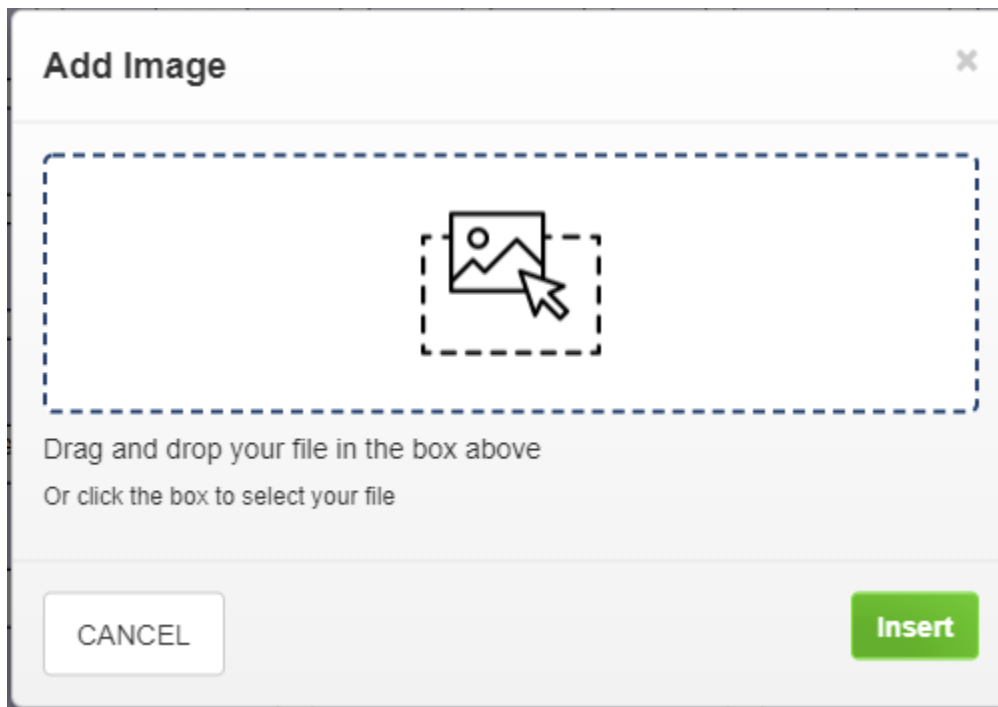 Add Image
Drag and drop your file in the box above
Or click the box to select your file
CANCEL
Insert